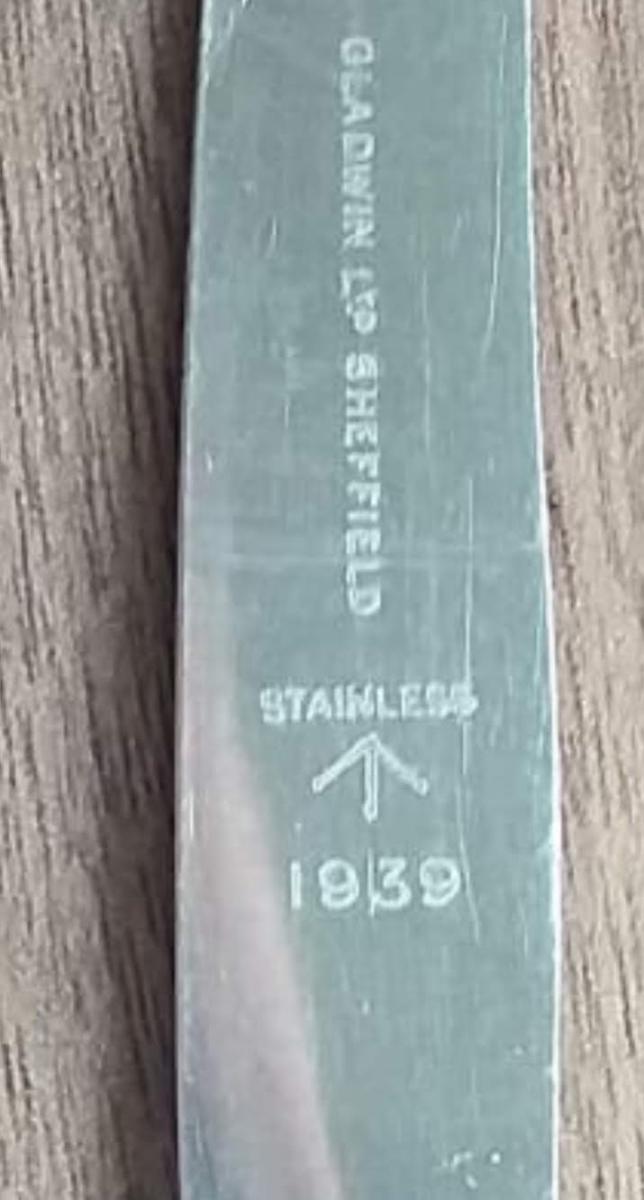 GLADWIN LTD SHEFFIELD
STAINLESS
1939